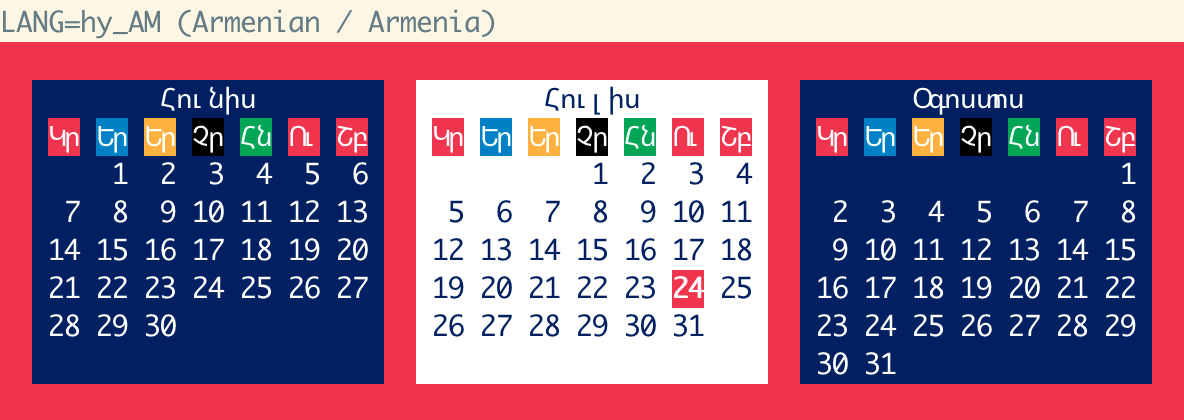 LANG=hy_AM (Armenian / Armenia)
Հունիս Հուլիս Օգոստոս
Կր Եր Եր Չր Հն Ու Շբ Կր Եր Եր Չր Հն Ու Շբ Կր Եր Եր Չր Հն Ու Շբ
1 2 3 4 5 6 1 2 3 4 1
7 8 9 10 11 12 13 5 6 7 8 9 10 11 2 3 4 5 6 7 8
14 15 16 17 18 19 20 12 13 14 15 16 17 18 9 10 11 12 13 14 15
21 22 23 24 25 26 27 19 20 21 22 23 24 25 16 17 18 19 20 21 22
28 29 30 26 27 28 29 30 31 23 24 25 26 27 28 29
30 31